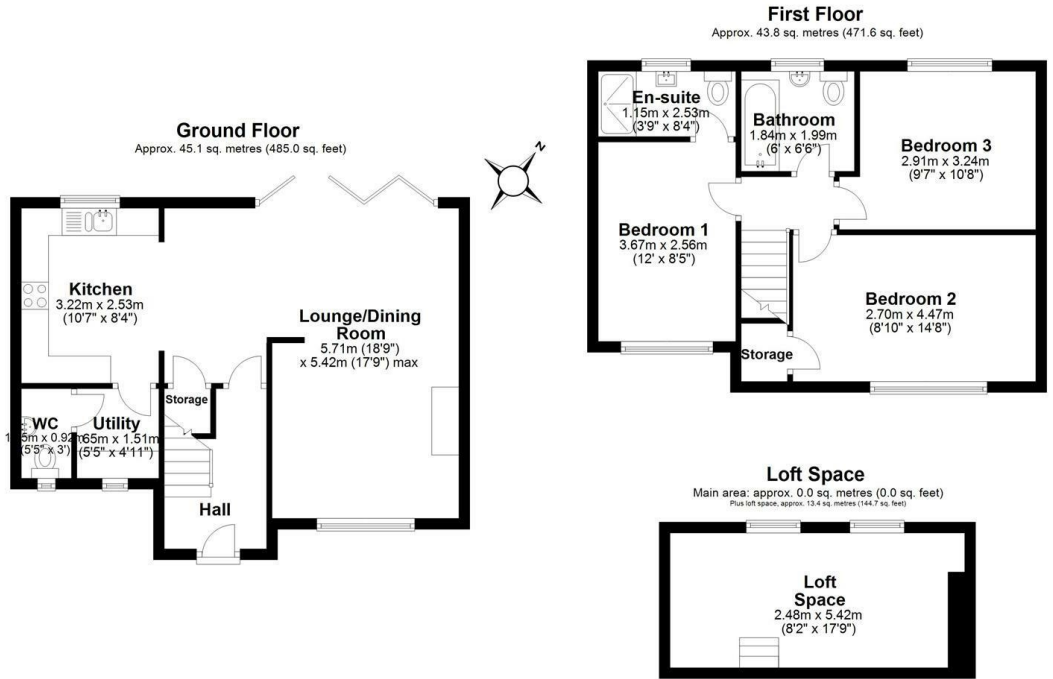 Ground Floor
Approx. 45.1 sq. metres (485.0 sq. feet)
N
Kitchen
3.22m x 2.53m
(10'7" x 8'4")
Lounge/Dining
Room
5.71m (18'9")
x 5.42m (17'9") max
Storage
WC
x 0.92m
(5'5" x 3')
Utility
1.65m x 1.51m
(5'5" x 4'11")
Hall
First Floor
Approx. 43.8 sq. metres (471.6 sq. feet)
En-suite
1.15m x 2.53m
(3'9" x 8'4")
Bathroom
1.84m x 1.99m
(6' x 6'6")
Bedroom 3
2.91m x 3.24m
(9'7" x 10'8")
Bedroom 1
3.67m x 2.56m
(12' x 8'5")
Bedroom 2
2.70m x 4.47m
(8'10" x 14'8")
Storage
Loft Space
Main area: approx. 0.0 sq. metres (0.0 sq. feet)
Plus loft space, approx. 13.4 sq. metres (144.7 sq. feet)
Loft
Space
2.48m x 5.42m
(8'2" x 17'9")